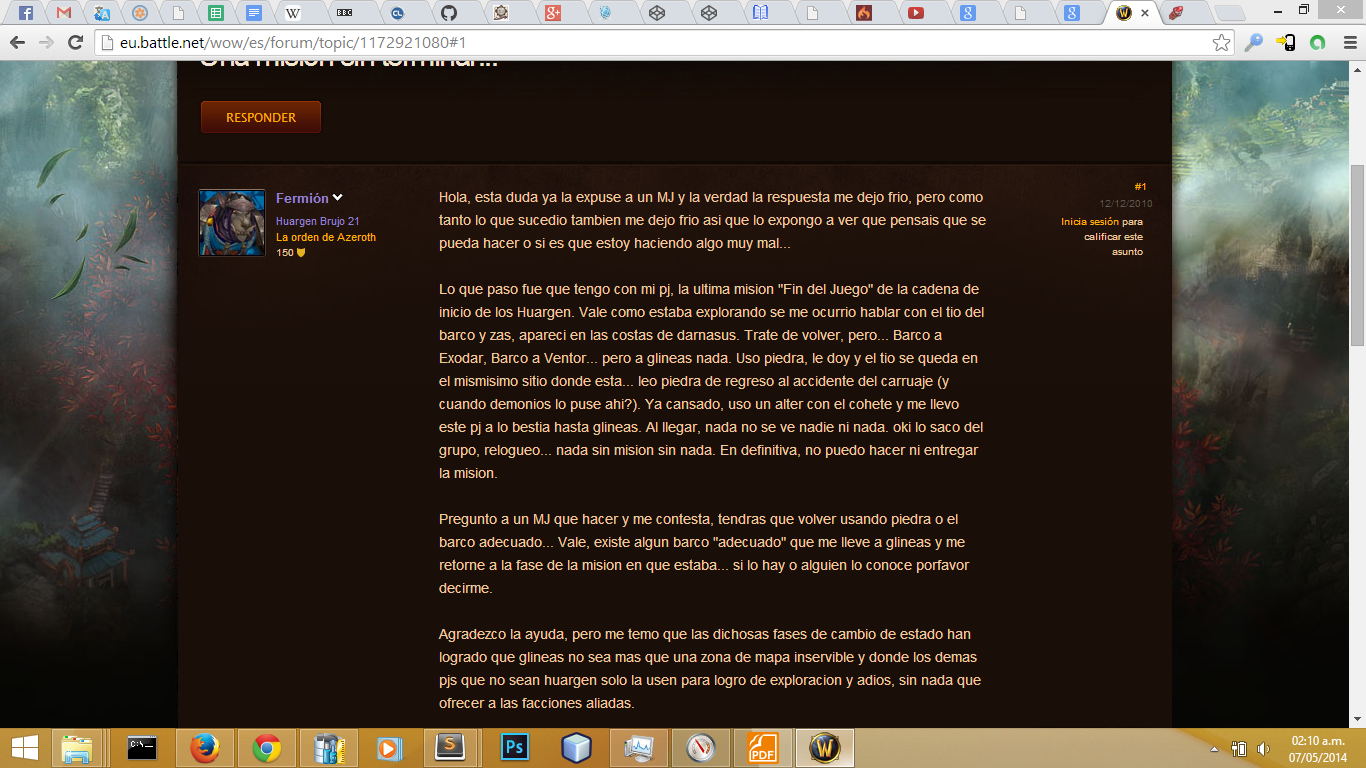 eu.battle.net/wow/es/forum/topic/1172921080#1
Una misión sin terminar...
RESPONDER
Fermión
Huargen Brujo 21
La orden de Azeroth
150
Hola, esta duda ya la expuse a un MJ y la verdad la respuesta me dejo frio, pero como
tanto lo que sucedio tambien me dejo frio asi que lo expongo a ver que pensais que se
pueda hacer o si es que estoy haciendo algo muy mal...
Lo que paso fue que tengo con mi pj, la ultima mision "Fin del Juego" de la cadena de
inicio de los Huargen. Vale como estaba explorando se me ocurrio hablar con el tio del
barco y zas, apareci en las costas de darnasus. Trate de volver, pero... Barco a
Exodar, Barco a Ventor... pero a glineas nada. Uso piedra, le doy y el tio se queda en
el mismisimo sitio donde esta... leo piedra de regreso al accidente del carruaje (y
cuando demonios lo puse ahi?). Ya cansado, uso un alter con el cohete y me llevo
este pj a lo bestia hasta glineas. Al llegar, nada no se ve nadie ni nada. oki lo saco del
grupo, relogueo... nada sin mision sin nada. En definitiva, no puedo hacer ni entregar
la mision.
Pregunto a un MJ que hacer y me contesta, tendras que volver usando piedra o el
barco adecuado... Vale, existe algun barco "adecuado" que me lleve a glineas y me
retorne a la fase de la mision en que estaba... si lo hay o alguien lo conoce porfavor
decirme.
Agradezco la ayuda, pero me temo que las dichosas fases de cambio de estado han
logrado que glineas no sea mas que una zona de mapa inservible y donde los demas
pjs que no sean huargen solo la usen para logro de exploracion y adios, sin nada que
ofrecer a las facciones aliadas.
#1
12/12/2010
Inicia sesión para
calificar este
asunto
02:10 a.m.
07/05/2014